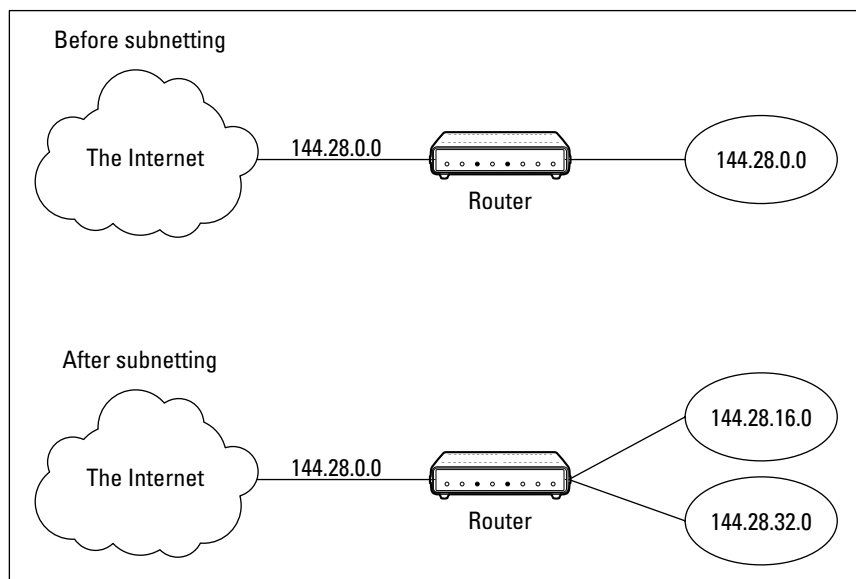 Before subnetting
The Internet
144.28.0.0
Router
144.28.0.0
After subnetting
The Internet
144.28.0.0
Router
144.28.16.0
144.28.32.0